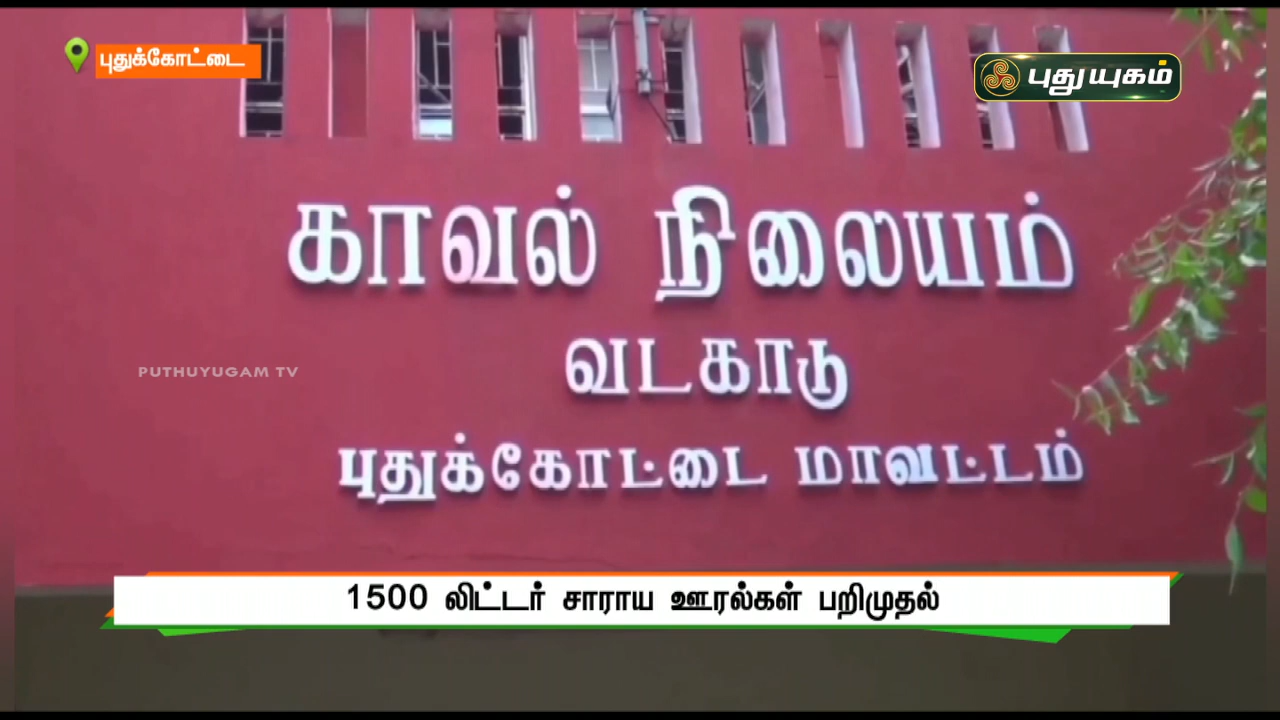 புதுக்கோட்டை
புதுயுகம்
காவல் நிலையம்
வடகாடு
PUTHUYUGAM TV
புதுக்கோட்டை மாவட்டம்
1500 லிட்டர் சாராய ஊரல்கள் பறிமுதல்